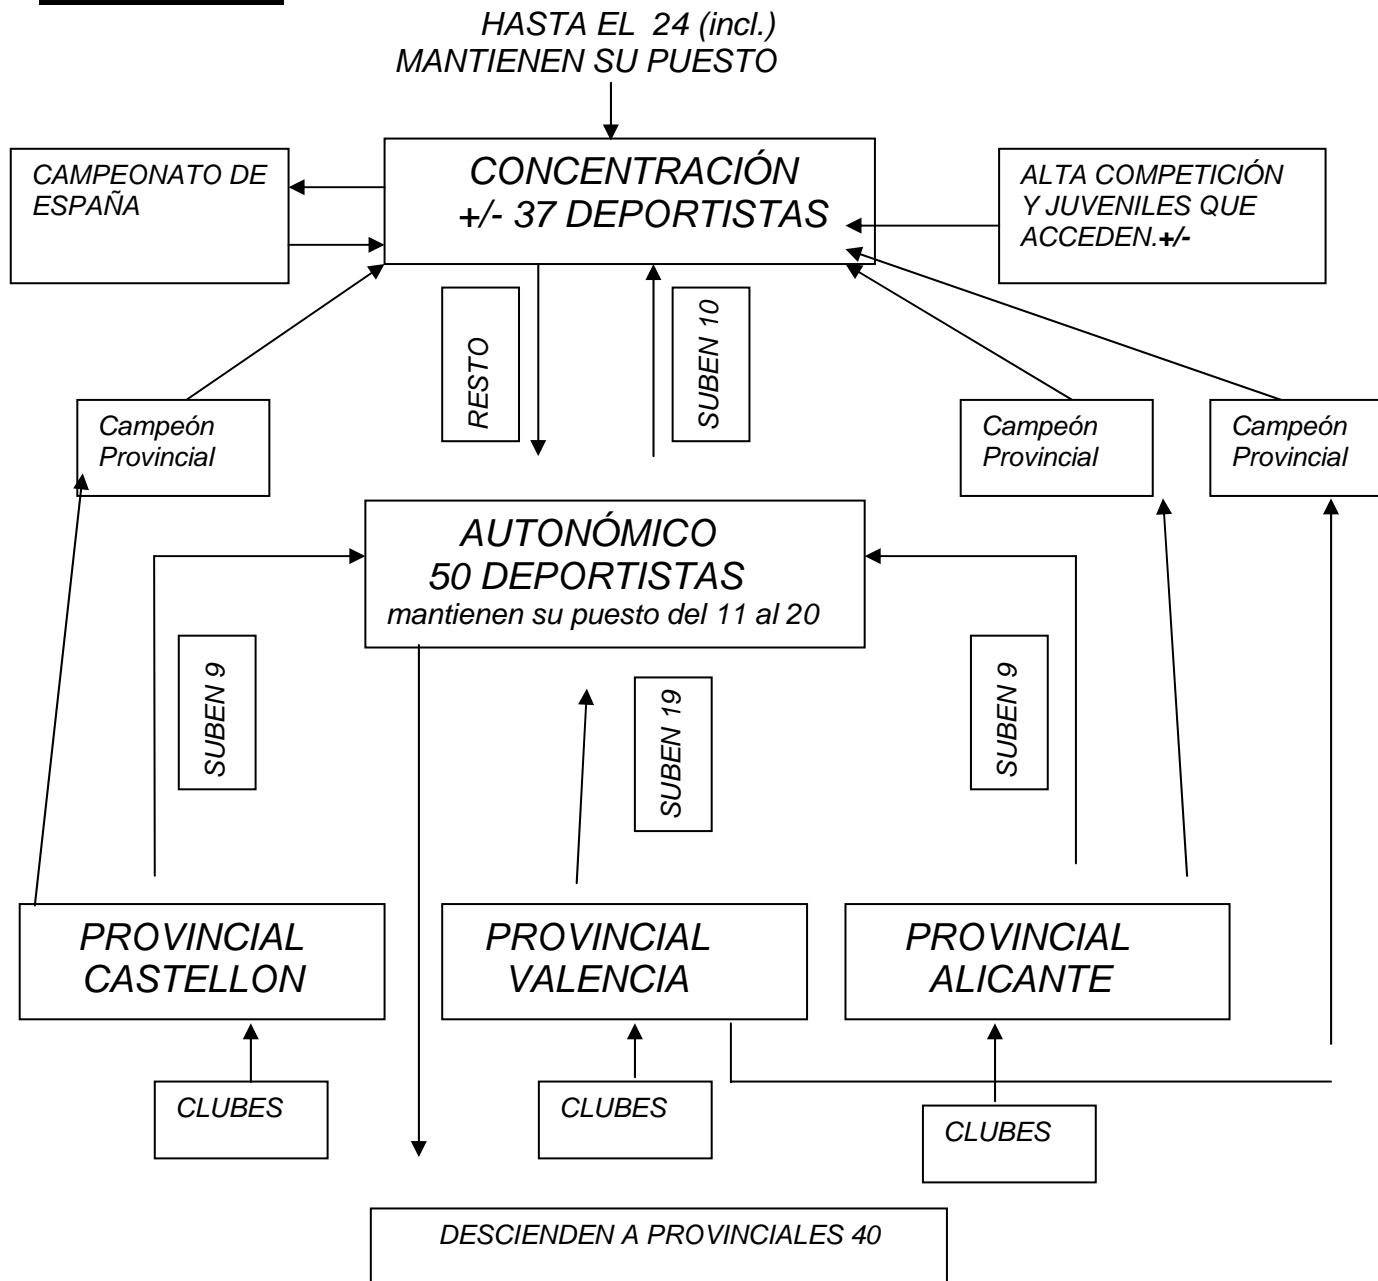 HASTA EL 24 (incl.)
MANTIENEN SU PUESTO
CAMPEONATO DE
ESPAÑA
CONCENTRACIÓN
+/- 37 DEPORTISTAS
ALTA COMPETICIÓN
Y JUVENILES QUE
ACCEDEN.+/-
RESTO
SUBEN 10
Campeón
Provincial
Campeón
Provincial
Campeón
Provincial
AUTONÓMICO
50 DEPORTISTAS
mantienen su puesto del 11 al 20
SUBEN 9
SUBEN 19
SUBEN 9
PROVINCIAL
CASTELLON
PROVINCIAL
VALENCIA
PROVINCIAL
ALICANTE
CLUBES
CLUBES
CLUBES
DESCIENDEN A PROVINCIALES 40